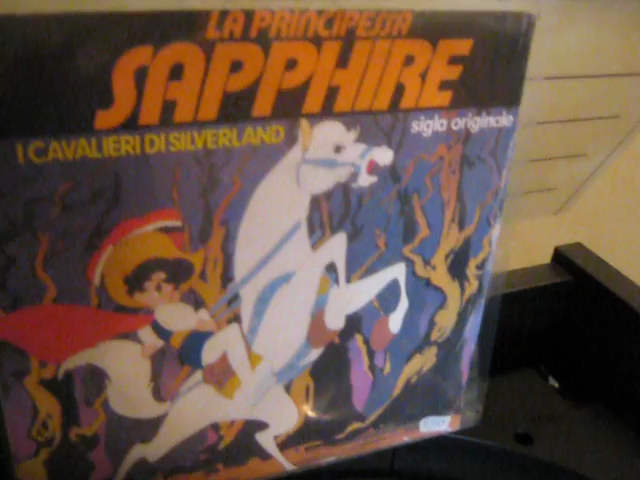 LA PRINCIPESSA
SAPPHIRE
sigla originale
I CAVALIERI DI SILVERLAND